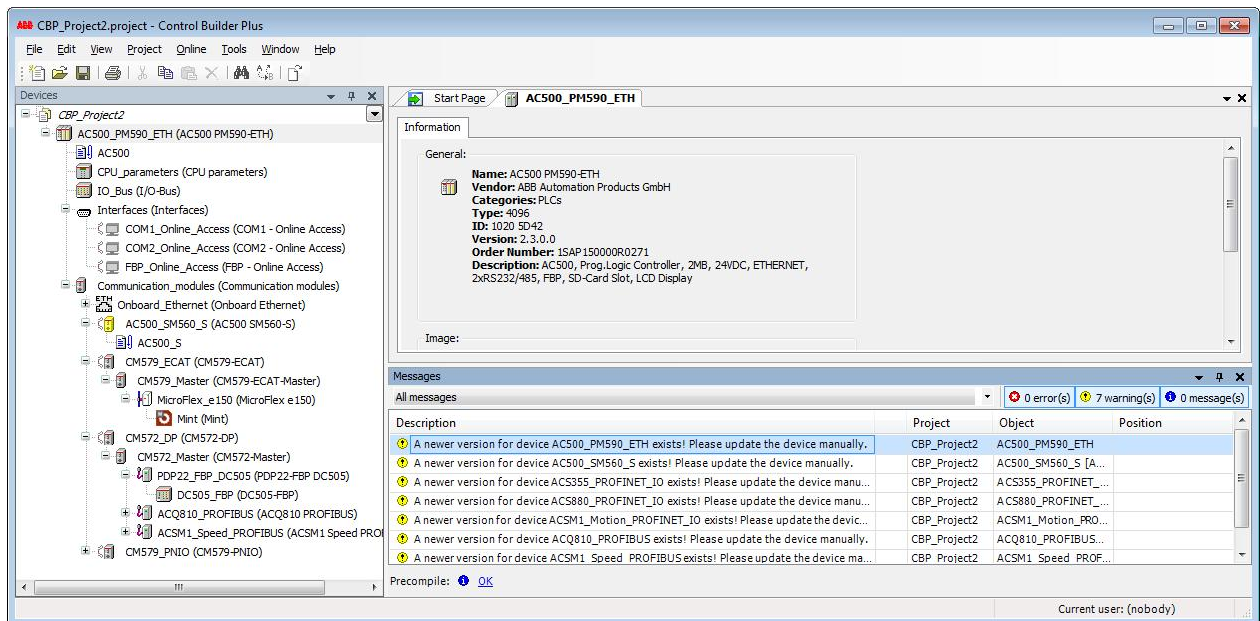 ABB CBP_Project2.project - Control Builder Plus
File Edit View Project Online Tools Window Help
Devices
CBP_Project2
AC500_PM590_ETH (AC500 PM590-ETH)
AC500
CPU_parameters (CPU parameters)
IO_Bus (I/O-Bus)
Interfaces (Interfaces)
COM1_Online_Access (COM1 - Online Access)
COM2_Online_Access (COM2 - Online Access)
FBP_Online_Access (FBP - Online Access)
Communication_modules (Communication modules)
ETH Onboard_Ethernet (Onboard Ethernet)
AC500_SM560_S (AC500 SM560-S)
AC500_S
CM579_ECAT (CM579-ECAT)
CM579_Master (CM579-ECAT-Master)
MicroFlex_e150 (MicroFlex e150)
Mint (Mint)
CM572_DP (CM572-DP)
CM572_Master (CM572-Master)
PDP22_FBP_DC505 (PDP22-FBP DC505)
DC505_FBP (DC505-FBP)
ACQ810_PROFIBUS (ACQ810 PROFIBUS)
ACSM1_Speed_PROFIBUS (ACSM1 Speed PROF
CM579_PNIO (CM579-PNIO)
Start Page AC500_PM590_ETH
Information
General:
Name: AC500 PM590-ETH
Vendor: ABB Automation Products GmbH
Categories: PLCs
Type: 4096
ID: 1020 5D42
Version: 2.3.0.0
Order Number: 1SAP150000R0271
Description: AC500, Prog.Logic Controller, 2MB, 24VDC, ETHERNET,
2xRS232/485, FBP, SD-Card Slot, LCD Display
Image:
Messages
All messages 0 error(s) 7 warning(s) 0 message(s)
Description Project Object Position
A newer version for device AC500_PM590_ETH exists! Please update the device manually. CBP_Project2 AC500_PM590_ETH
A newer version for device AC500_SM560_S exists! Please update the device manually. CBP_Project2 AC500_SM560_S [A...
A newer version for device ACS355_PROFINET_IO exists! Please update the device manu... CBP_Project2 ACS355_PROFINET_...
A newer version for device ACS880_PROFINET_IO exists! Please update the device manu... CBP_Project2 ACS880_PROFINET_...
A newer version for device ACSM1_Motion_PROFINET_IO exists! Please update the devic... CBP_Project2 ACSM1_Motion_PRO...
A newer version for device ACQ810_PROFIBUS exists! Please update the device manually. CBP_Project2 ACQ810_PROFIBUS...
A newer version for device ACSM1_Speed_PROFIBUS exists! Please update the device ma... CBP_Project2 ACSM1_Speed_PROF...
Precompile: OK
Current user: (nobody)